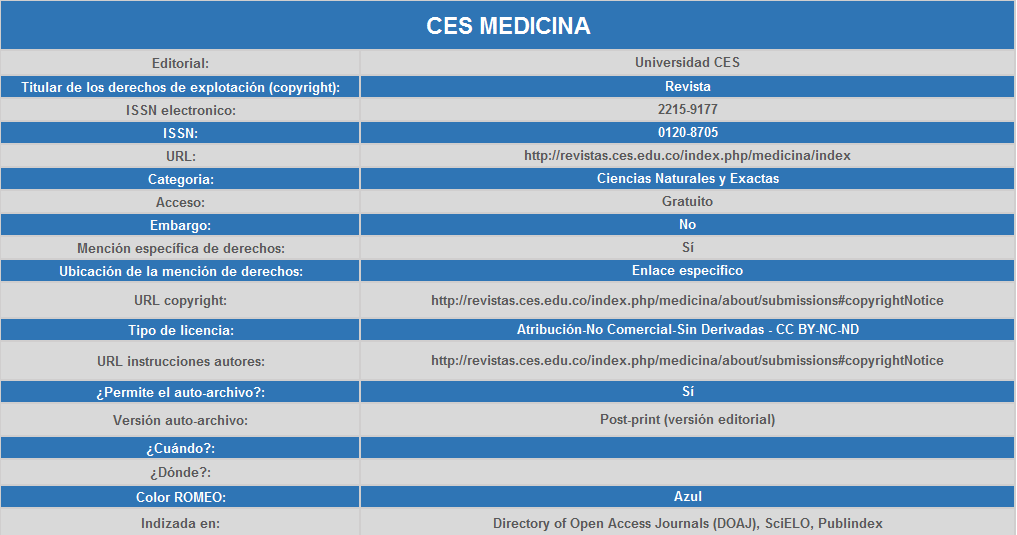 CES MEDICINA
Editorial: Universidad CES
Titular de los derechos de explotación (copyright): Revista
ISSN electronico: 2215-9177
ISSN: 0120-8705
URL: http://revistas.ces.edu.co/index.php/medicina/index
Categoria: Ciencias Naturales y Exactas
Acceso: Gratuito
Embargo: No
Mención específica de derechos: Sí
Ubicación de la mención de derechos: Enlace especifico
URL copyright: http://revistas.ces.edu.co/index.php/medicina/about/submissions#copyrightNotice
Tipo de licencia: Atribución-No Comercial-Sin Derivadas - CC BY-NC-ND
URL instrucciones autores: http://revistas.ces.edu.co/index.php/medicina/about/submissions#copyrightNotice
¿Permite el auto-archivo?: Sí
Versión auto-archivo: Post-print (versión editorial)
¿Cuándo?:
¿Dónde?:
Color ROMEO: Azul
Indizada en: Directory of Open Access Journals (DOAJ), SciELO, Publindex